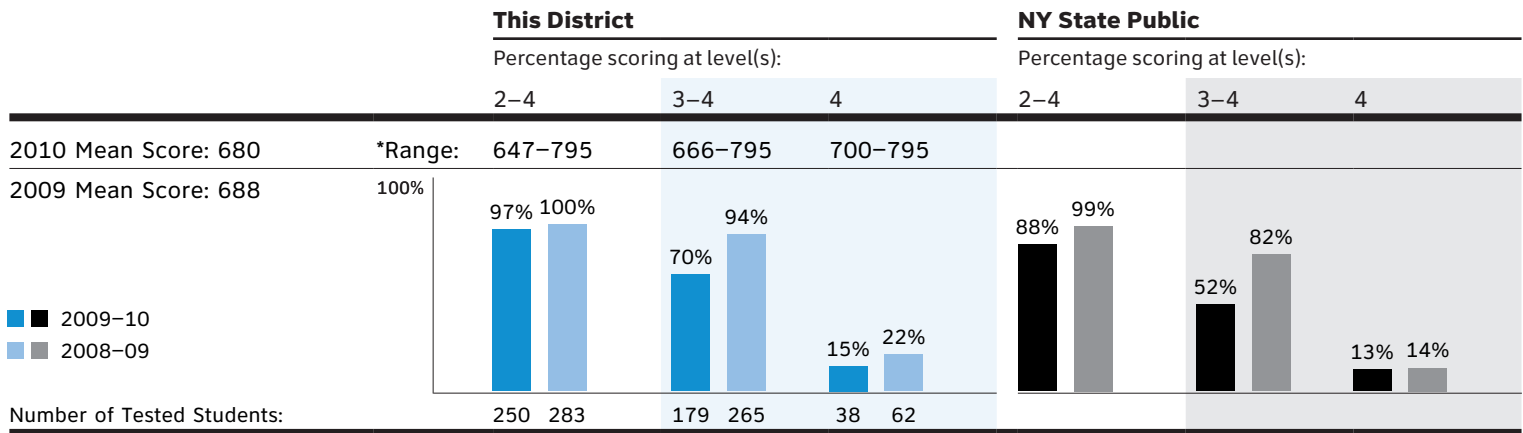 This District NY State Public
Percentage scoring at level(s): Percentage scoring at level(s):
2–4 3–4 4 2–4 3–4 4
2010 Mean Score: 680 *Range: 647–795 666–795 700–795
2009 Mean Score: 688 100%
97% 100% 94% 88% 99% 82%
70% 52%
15% 22% 13% 14%
2009–10
2008–09
Number of Tested Students: 250 283 179 265 38 62